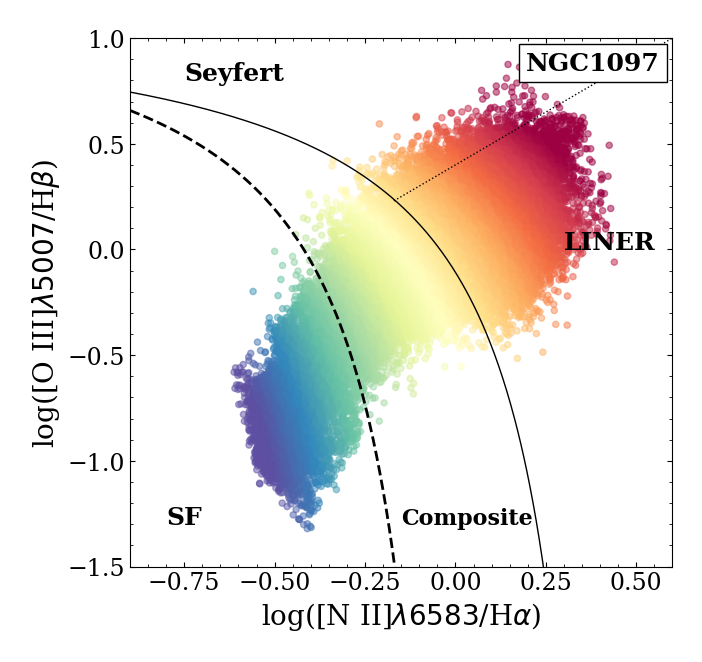 1.0
NGC1097
Seyfert
0.5
0.0
LINER
−0.5
−1.0
SF
Composite
−1.5
−0.75
−0.50
−0.25
0.00
0.25
0.50
log([N II]λ6583/Hα)
log([O III]λ5007/Hβ)